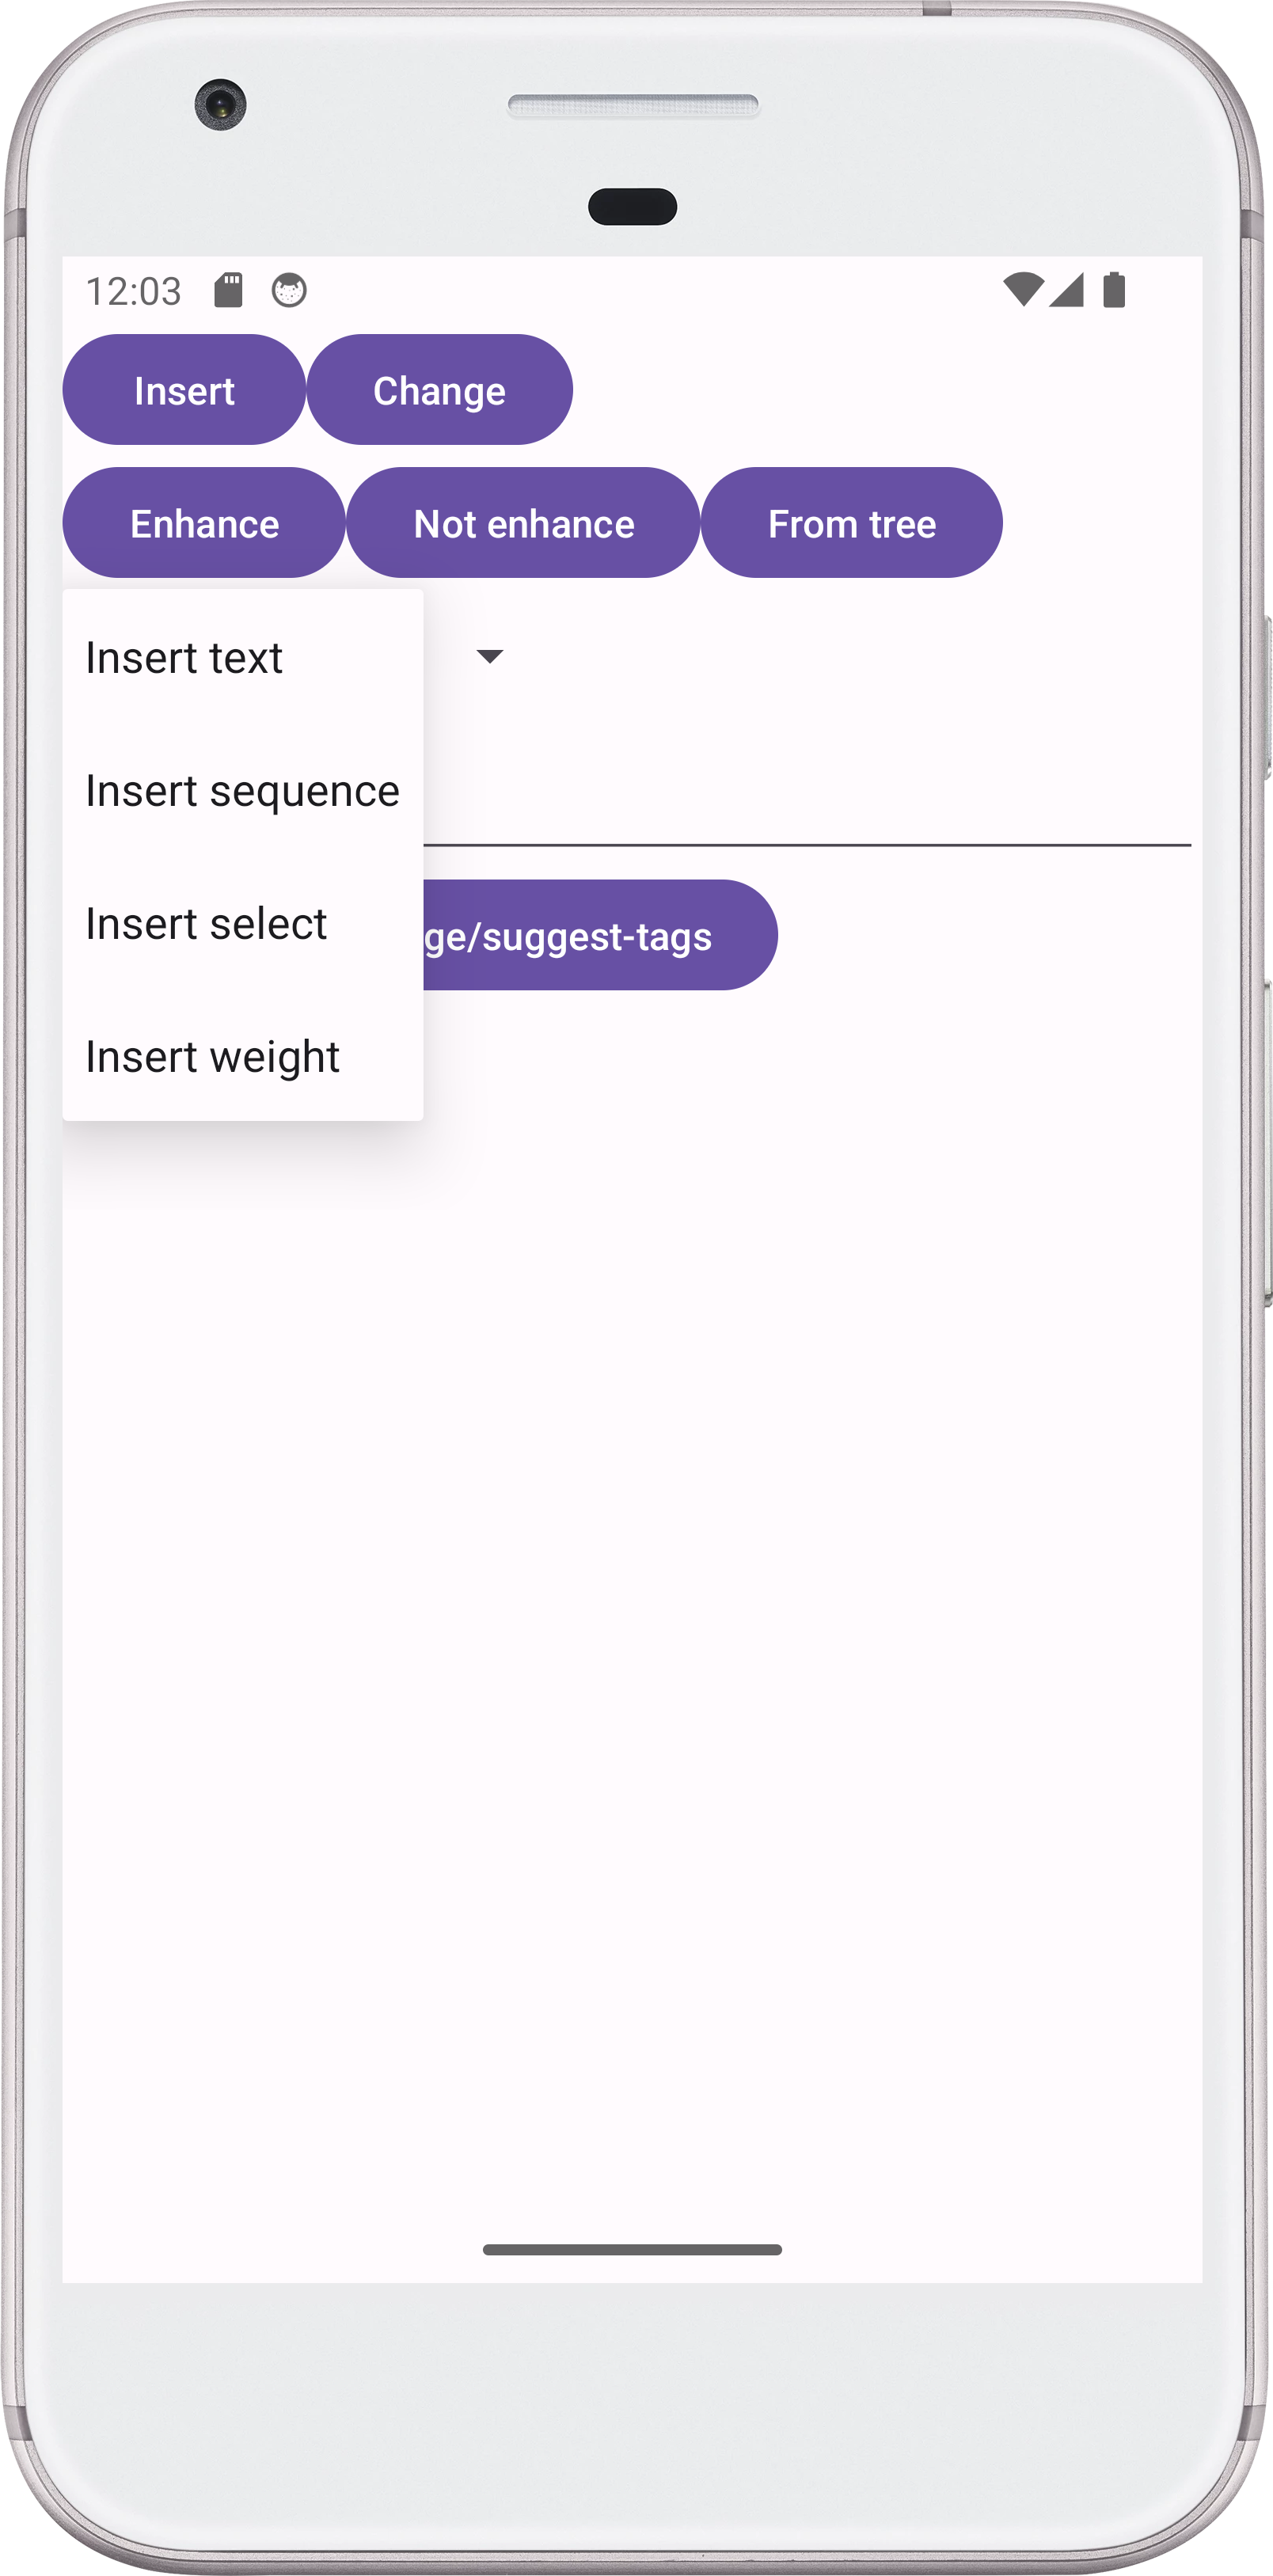 12:03
Insert Change
Enhance Not enhance From tree
Insert text
Insert sequence
ge/suggest-tags
Insert select
Insert weight